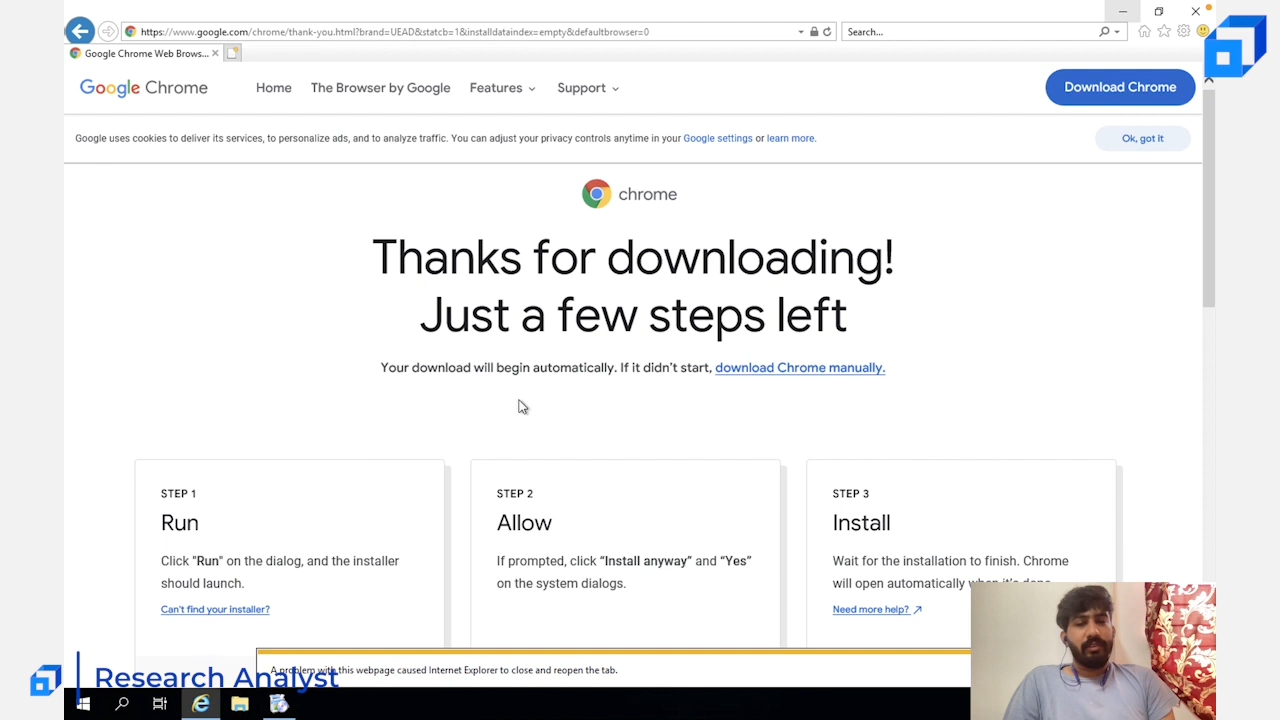 https://www.google.com/chrome/thank-you.html?brand=UEAD&statcb=1&installdataindex=empty&defaultbrowser=0
Search...
Google Chrome Web Brows...
Google Chrome
Home
The Browser by Google
Features
Support
Download Chrome
Google uses cookies to deliver its services, to personalize ads, and to analyze traffic. You can adjust your privacy controls anytime in your Google settings or learn more.
Ok, got it
chrome
Thanks for downloading!
Just a few steps left
Your download will begin automatically. If it didn't start, download Chrome manually.
STEP 1
Run
Click "Run" on the dialog, and the installer
should launch.
Can't find your installer?
STEP 2
Allow
If prompted, click “Install anyway” and “Yes”
on the system dialogs.
STEP 3
Install
Wait for the installation to finish. Chrome
will open automatically when it's done.
Need more help?
A problem with this webpage caused Internet Explorer to close and reopen the tab.
Research Analyst